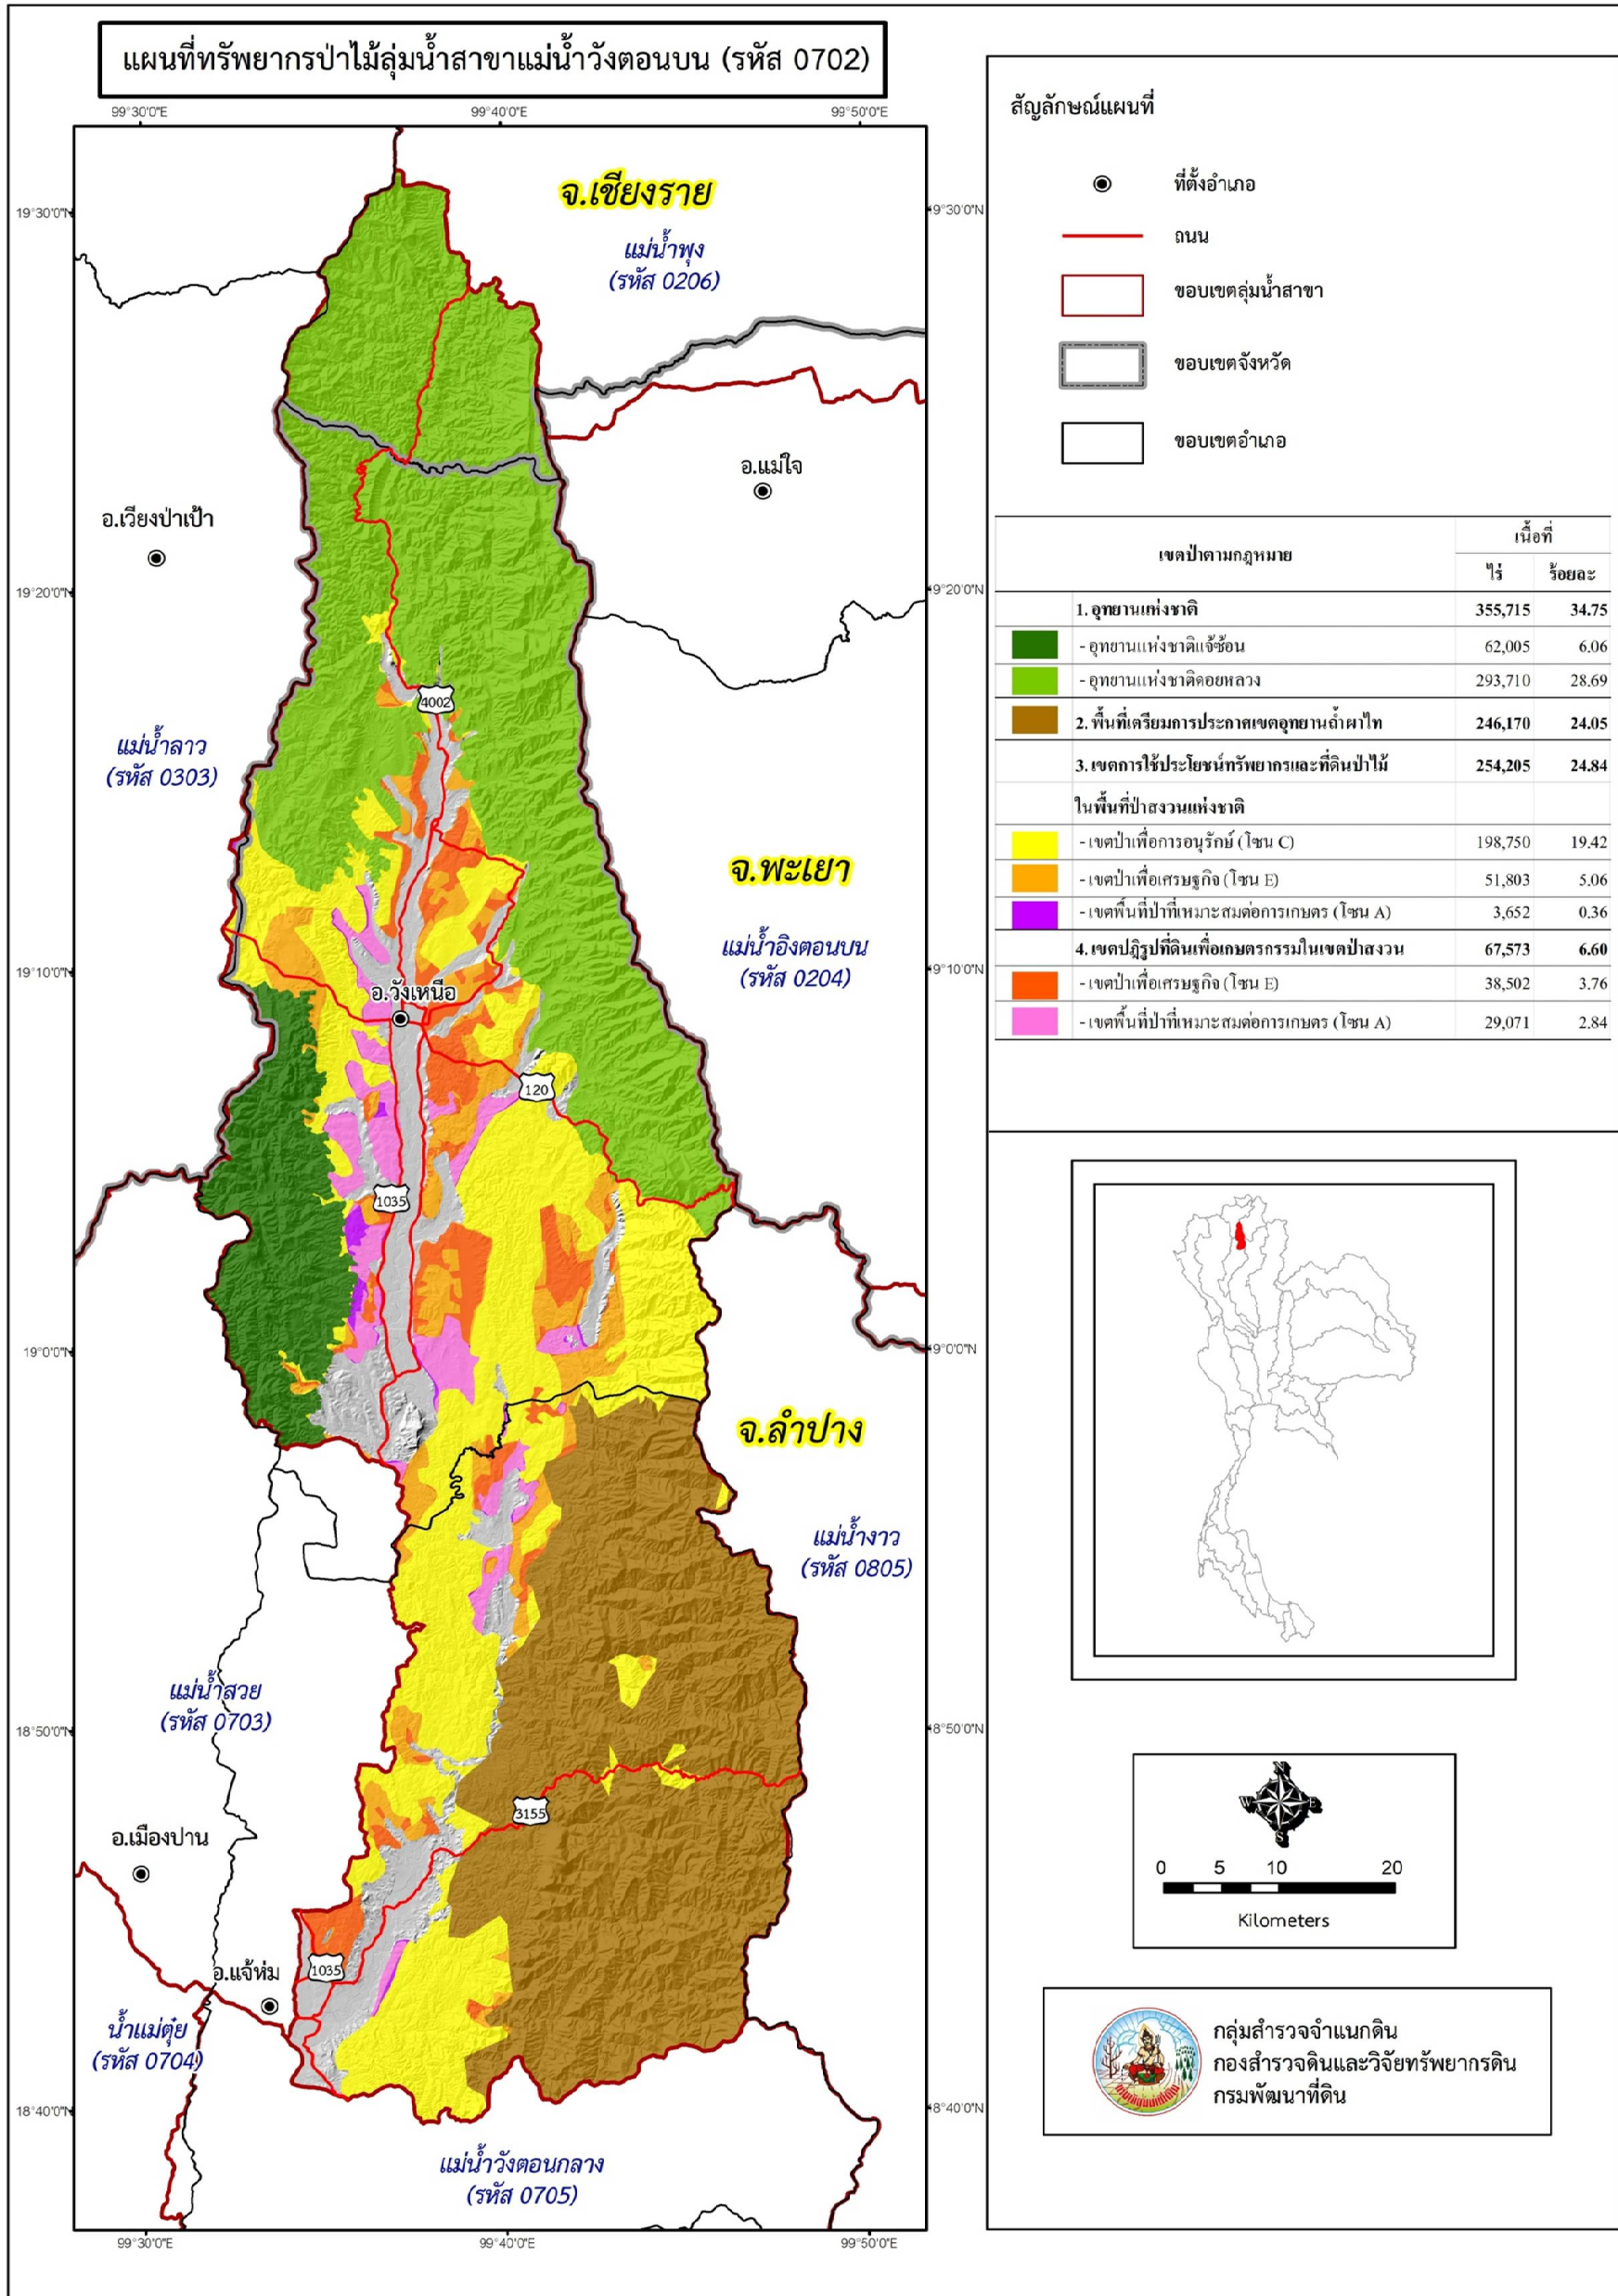 แผนที่ทรัพยากรป่าไม้ลุ่มน้ำสาขาแม่น้ำวังตอนบน (รหัส 0702)
99°30'0"E 99°40'0"E 99°50'0"E
19°30'0"N
19°20'0"N
19°10'0"N
19°0'0"N
18°50'0"N
18°40'0"N
จ.เชียงราย
แม่น้ำพุง
(รหัส 0206)
อ.แม่ใจ
อ.เวียงป่าเป้า
4002
แม่น้ำลาว
(รหัส 0303)
จ.พะเยา
แม่น้ำอิงตอนบน
(รหัส 0204)
อ.วังเหนือ
120
1035
จ.ลำปาง
แม่น้ำงาว
(รหัส 0805)
แม่น้ำสวย
(รหัส 0703)
3155
อ.เมืองปาน
1035
อ.แจ้ห่ม
น้ำแม่ตุ๋ย
(รหัส 0704)
แม่น้ำวังตอนกลาง
(รหัส 0705)
19°30'0"N
19°20'0"N
19°10'0"N
19°0'0"N
18°50'0"N
18°40'0"N
99°30'0"E 99°40'0"E 99°50'0"E
สัญลักษณ์แผนที่
ที่ตั้งอำเภอ
ถนน
ขอบเขตลุ่มน้ำสาขา
ขอบเขตจังหวัด
ขอบเขตอำเภอ
เขตป่าตามกฎหมาย เนื้อที่
ไร่ ร้อยละ
1. อุทยานแห่งชาติ 355,715 34.75
- อุทยานแห่งชาติแจ้ซ้อน 62,005 6.06
- อุทยานแห่งชาติดอยหลวง 293,710 28.69
2. พื้นที่เตรียมการประกาศเขตอุทยานถ้ำผาไท 246,170 24.05
3. เขตการใช้ประโยชน์ทรัพยากรและที่ดินป่าไม้ 254,205 24.84
ในพื้นที่ป่าสงวนแห่งชาติ
- เขตป่าเพื่อการอนุรักษ์ (โซน C) 198,750 19.42
- เขตป่าเพื่อเศรษฐกิจ (โซน E) 51,803 5.06
- เขตพื้นที่ป่าที่เหมาะสมต่อการเกษตร (โซน A) 3,652 0.36
4. เขตปฏิรูปที่ดินเพื่อเกษตรกรรมในเขตป่าสงวน 67,573 6.60
- เขตป่าเพื่อเศรษฐกิจ (โซน E) 38,502 3.76
- เขตพื้นที่ป่าที่เหมาะสมต่อการเกษตร (โซน A) 29,071 2.84
N
W E
S
0 5 10 20
Kilometers
กลุ่มสำรวจจำแนกดิน
กองสำรวจดินและวิจัยทรัพยากรดิน
กรมพัฒนาที่ดิน